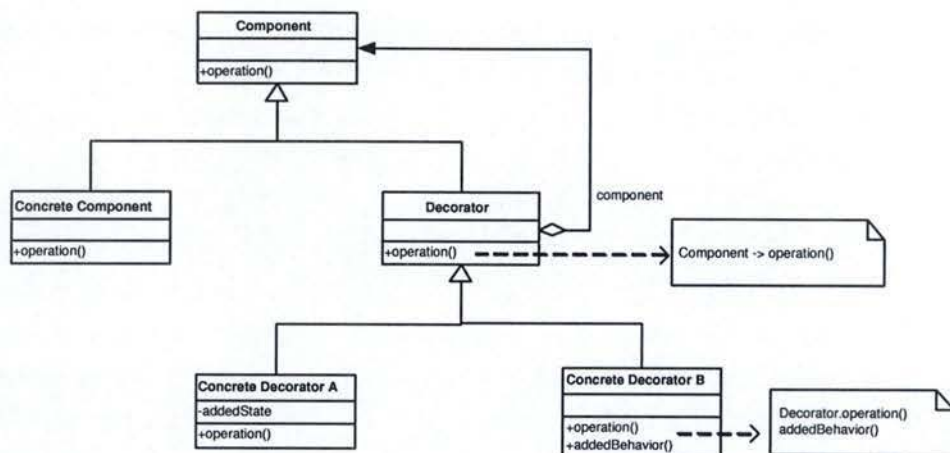 Component
+operation()
Concrete Component
+operation()
Decorator
+operation()
component
Component -> operation()
Concrete Decorator A
-addedState
+operation()
Concrete Decorator B
+operation()
+addedBehavior()
Decorator.operation()
addedBehavior()